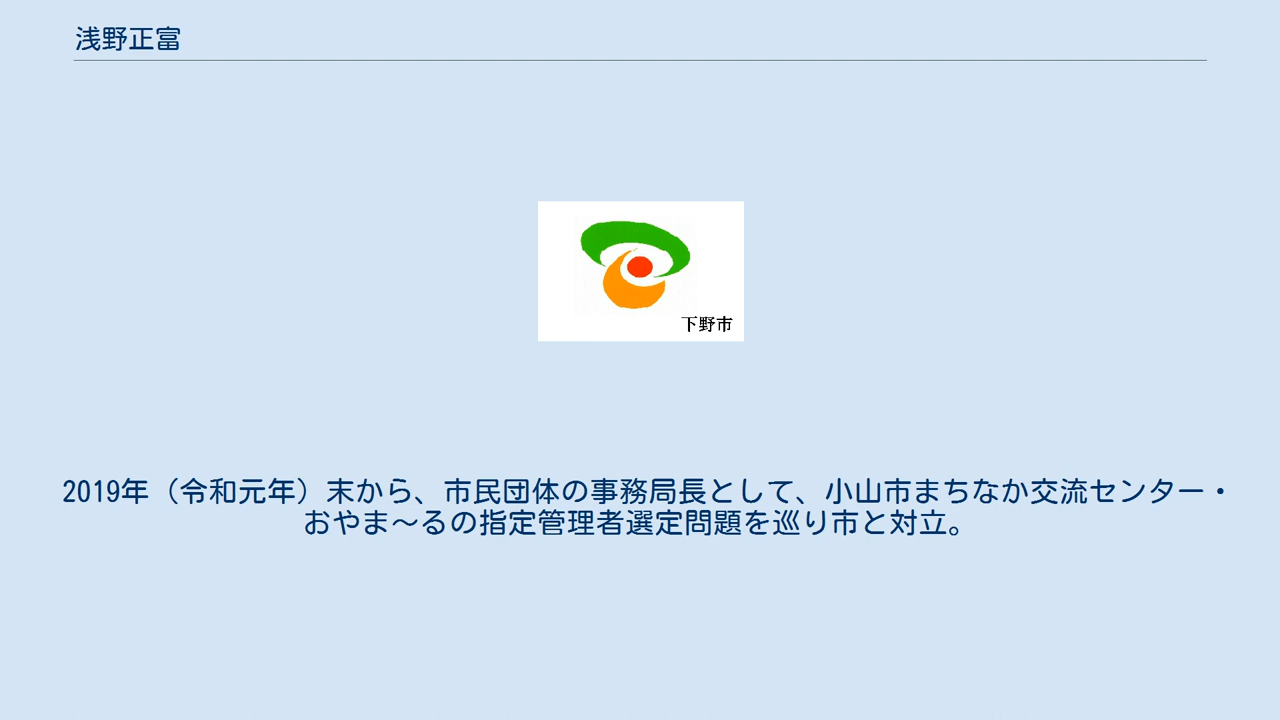 浅野正富
下野市
2019年（令和元年）末から、市民団体の事務局長として、小山市まちなか交流センター・
おやま～るの指定管理者選定問題を巡り市と対立。